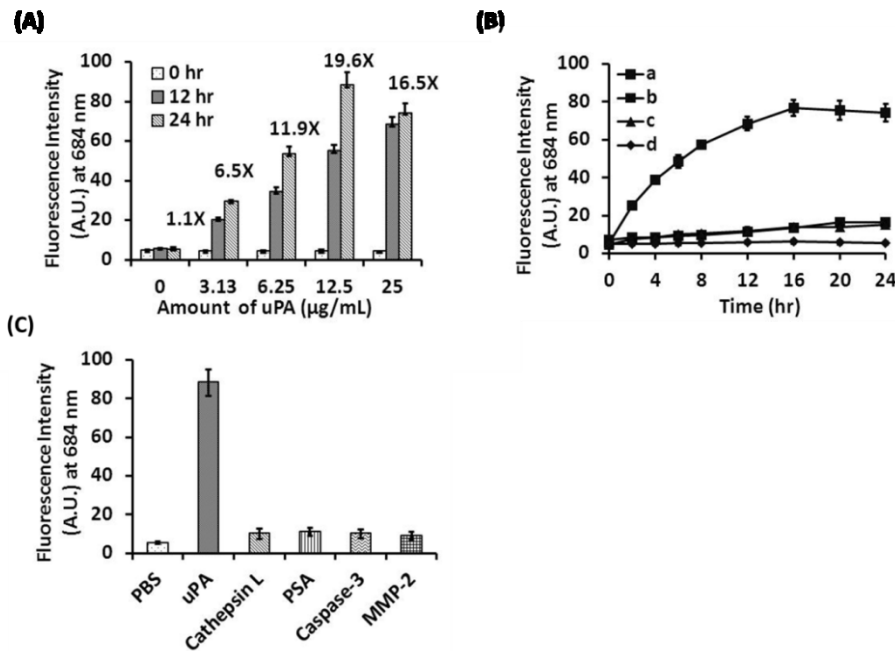 (A)
Fluorescence Intensity
(A.U.) at 684 nm
100
80
60
40
20
0
0 hr
12 hr
24 hr
1.1X
6.5X
11.9X
19.6X
16.5X
0 3.13 6.25 12.5 25
Amount of uPA (µg/mL)
(B)
Fluorescence Intensity
(A.U.) at 684 nm
100
80
60
40
20
0
a
b
c
d
0 4 8 12 16 20 24
Time (hr)
(C)
Fluorescence Intensity
(A.U.) at 684 nm
100
80
60
40
20
0
PBS
uPA
Cathepsin L
PSA
Caspase-3
MMP-2